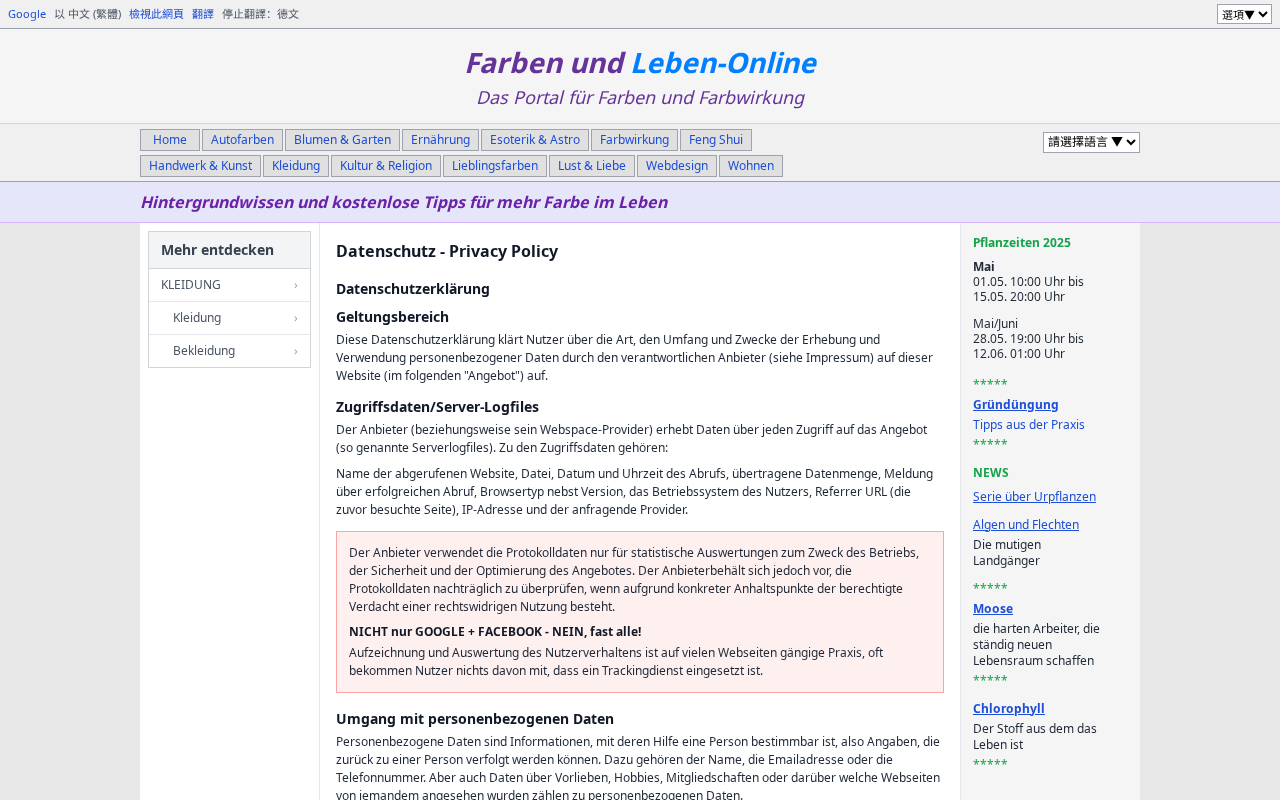 Google 以 中文 (繁體) 檢視此網頁 翻譯 停止翻譯: 德文
選項▼
Farben und Leben-Online
Das Portal für Farben und Farbwirkung
Home Autofarben Blumen & Garten Ernährung Esoterik & Astro Farbwirkung Feng Shui
請選擇語言 ▼
Handwerk & Kunst Kleidung Kultur & Religion Lieblingsfarben Lust & Liebe Webdesign Wohnen
Hintergrundwissen und kostenlose Tipps für mehr Farbe im Leben
Mehr entdecken
KLEIDUNG ›
Kleidung ›
Bekleidung ›
Datenschutz - Privacy Policy
Datenschutzerklärung
Geltungsbereich
Diese Datenschutzerklärung klärt Nutzer über die Art, den Umfang und Zwecke der Erhebung und
Verwendung personenbezogener Daten durch den verantwortlichen Anbieter (siehe Impressum) auf dieser
Website (im folgenden "Angebot") auf.
Zugriffsdaten/Server-Logfiles
Der Anbieter (beziehungsweise sein Webspace-Provider) erhebt Daten über jeden Zugriff auf das Angebot
(so genannte Serverlogfiles). Zu den Zugriffsdaten gehören:
Name der abgerufenen Website, Datei, Datum und Uhrzeit des Abrufs, übertragene Datenmenge, Meldung
über erfolgreichen Abruf, Browsertyp nebst Version, das Betriebssystem des Nutzers, Referrer URL (die
zuvor besuchte Seite), IP-Adresse und der anfragende Provider.
Der Anbieter verwendet die Protokolldaten nur für statistische Auswertungen zum Zweck des Betriebs,
der Sicherheit und der Optimierung des Angebotes. Der Anbieterbehält sich jedoch vor, die
Protokolldaten nachträglich zu überprüfen, wenn aufgrund konkreter Anhaltspunkte der berechtigte
Verdacht einer rechtswidrigen Nutzung besteht.
NICHT nur GOOGLE + FACEBOOK - NEIN, fast alle!
Aufzeichnung und Auswertung des Nutzerverhaltens ist auf vielen Webseiten gängige Praxis, oft
bekommen Nutzer nichts davon mit, dass ein Trackingdienst eingesetzt ist.
Umgang mit personenbezogenen Daten
Personenbezogene Daten sind Informationen, mit deren Hilfe eine Person bestimmbar ist, also Angaben, die
zurück zu einer Person verfolgt werden können. Dazu gehören der Name, die Emailadresse oder die
Telefonnummer. Aber auch Daten über Vorlieben, Hobbies, Mitgliedschaften oder darüber welche Webseiten
von jemandem angesehen wurden zählen zu personenbezogenen Daten.
Pflanzeiten 2025
Mai
01.05. 10:00 Uhr bis
15.05. 20:00 Uhr
Mai/Juni
28.05. 19:00 Uhr bis
12.06. 01:00 Uhr
*****
Gründüngung
Tipps aus der Praxis
*****
NEWS
Serie über Urpflanzen
Algen und Flechten
Die mutigen
Landgänger
*****
Moose
die harten Arbeiter, die
ständig neuen
Lebensraum schaffen
*****
Chlorophyll
Der Stoff aus dem das
Leben ist
*****